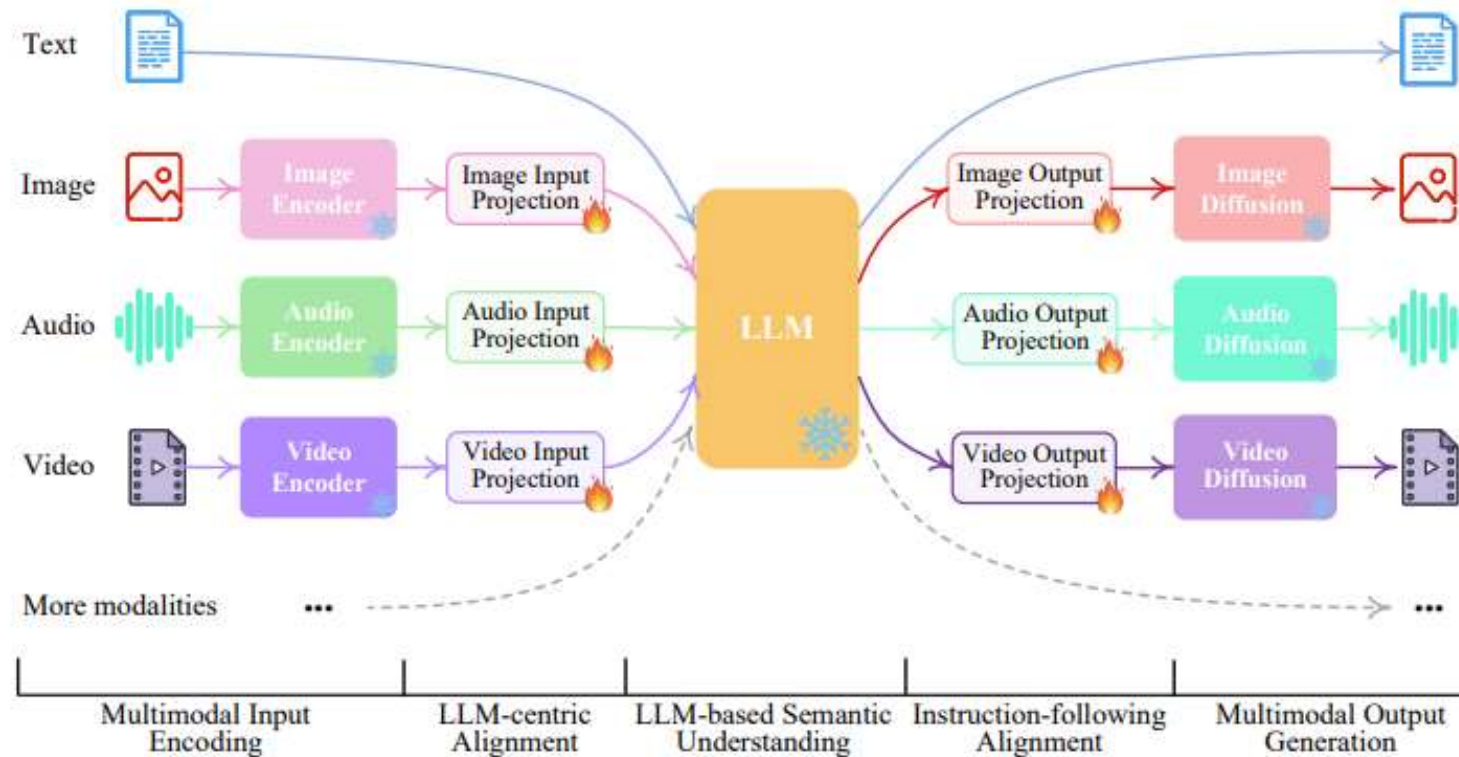 Text
Image
Image
Encoder
Image Input
Projection
Image Output
Projection
Image
Diffusion
Audio
Audio
Encoder
Audio Input
Projection
LLM
Audio Output
Projection
Audio
Diffusion
Video
Video
Encoder
Video Input
Projection
Video Output
Projection
Video
Diffusion
More modalities ...
...
Multimodal Input
Encoding
LLM-centric
Alignment
LLM-based Semantic
Understanding
Instruction-following
Alignment
Multimodal Output
Generation